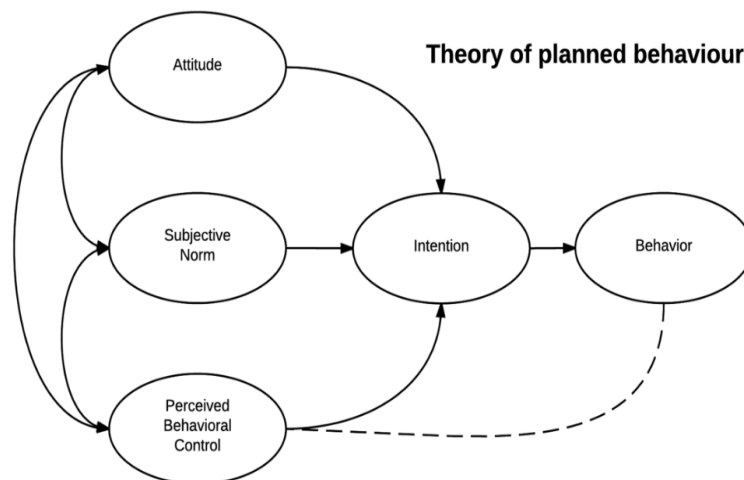 Theory of planned behaviour
Attitude
Subjective
Norm
Intention
Behavior
Perceived
Behavioral
Control